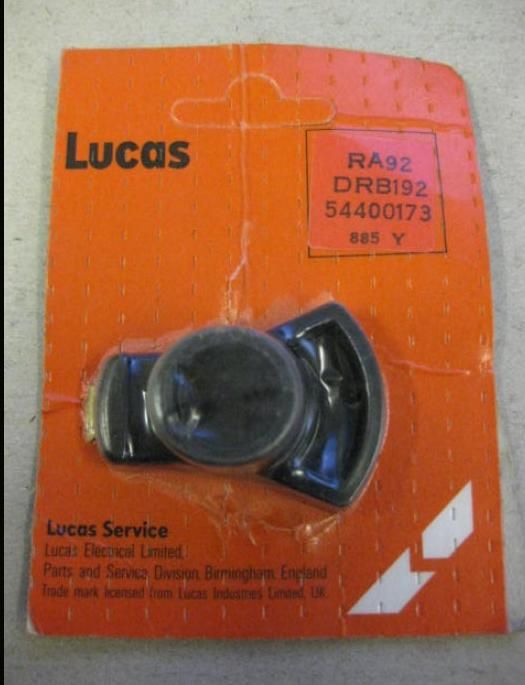 Lucas
RA92
DRB192
54400173
885 Y
Lucas Service
Lucas Electrical Limited,
Parts and Service Division, Birmingham, England
Trade mark licensed from Lucas Industries Limited, UK.